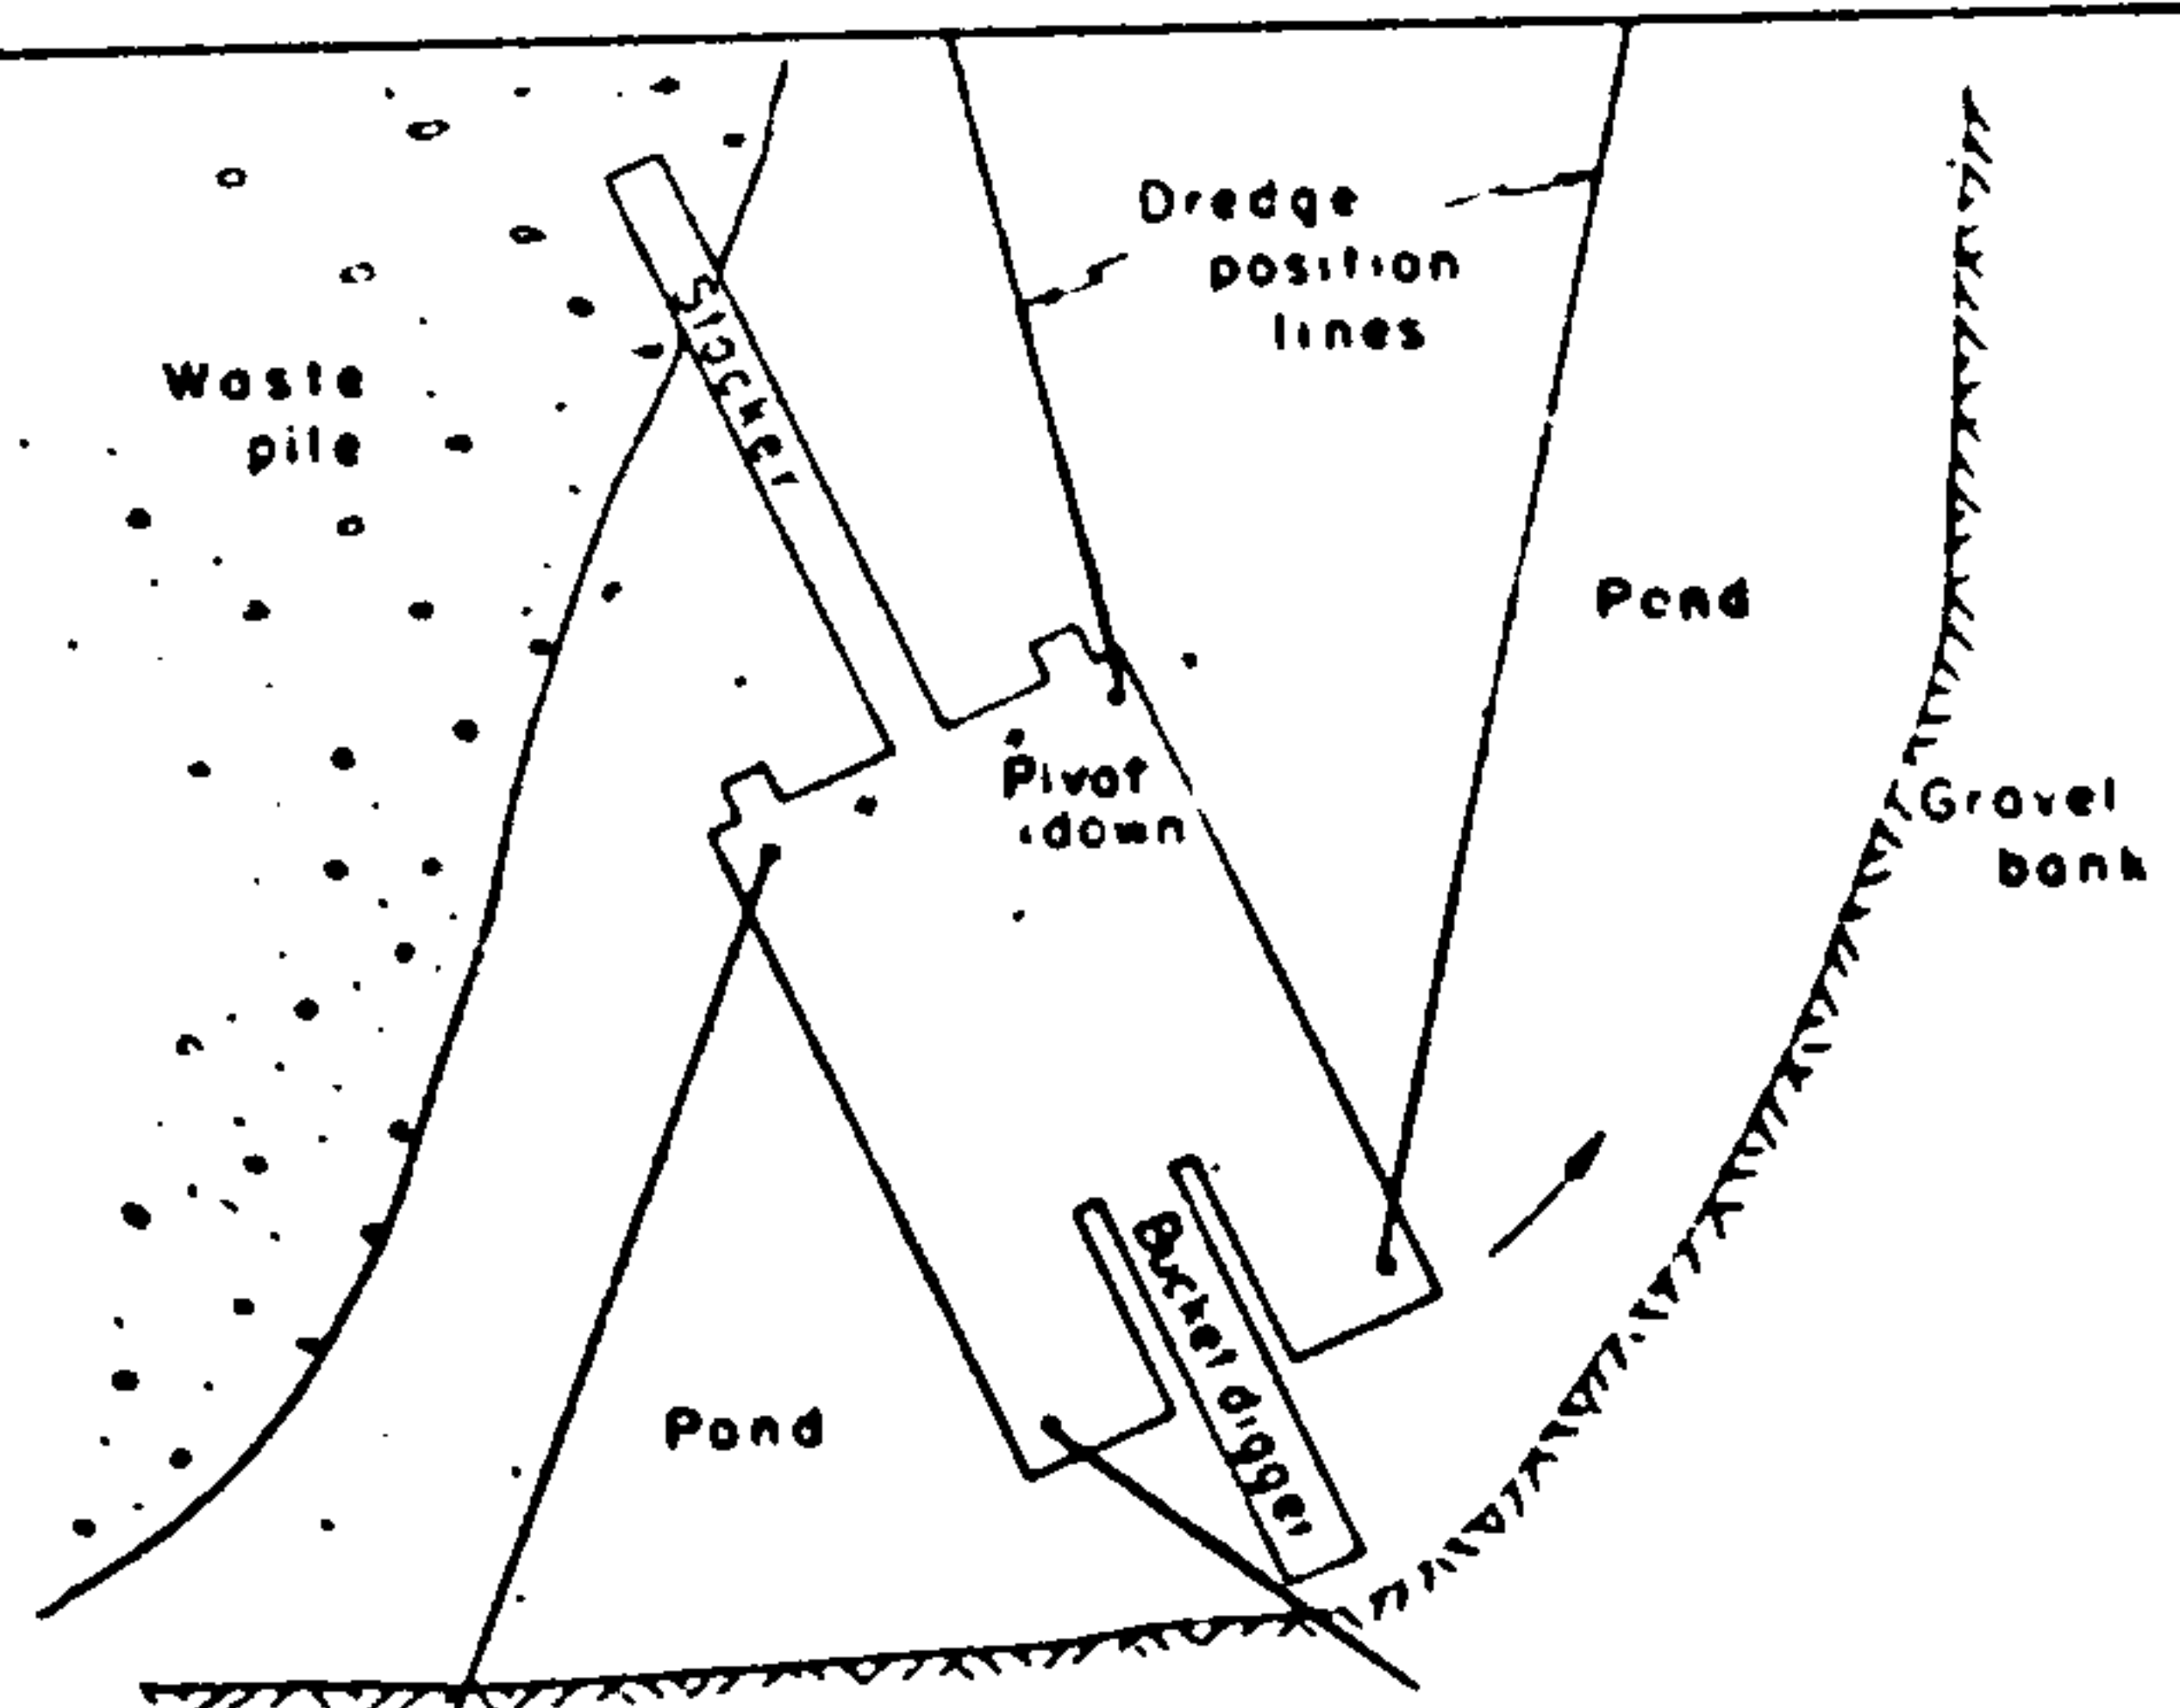 Dredge
position
lines
Stacker
Waste
pile
Pond
Pivot
down
Gravel
bank
Bucket digger
Pond